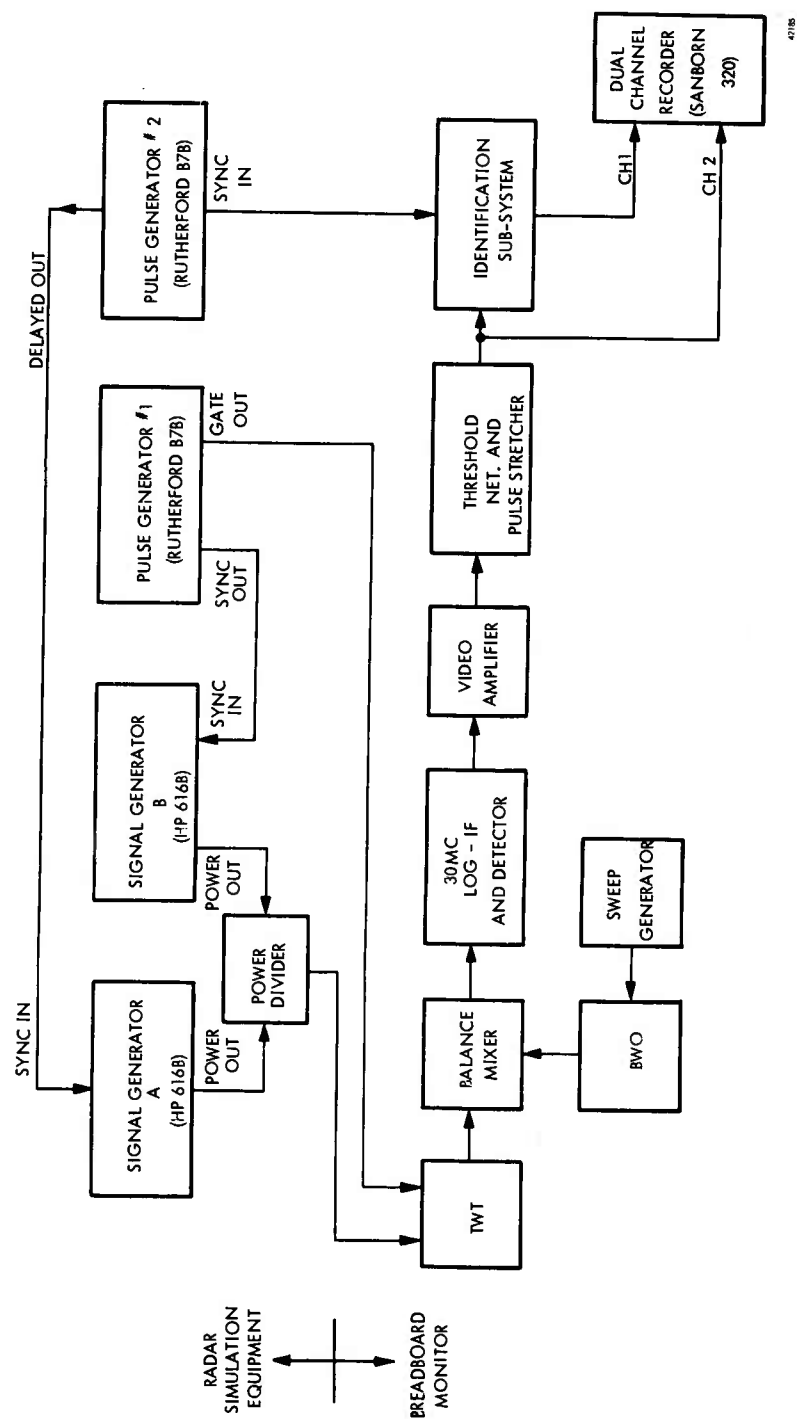 SYNC IN
DELAYED OUT
SIGNAL GENERATOR
A
(HP 616B)
SIGNAL GENERATOR
B
(HP 616B)
PULSE GENERATOR #1
(RUTHERFORD B7B)
PULSE GENERATOR #2
(RUTHERFORD B7B)
POWER
OUT
POWER
OUT
SYNC
IN
SYNC
OUT
GATE
OUT
SYNC
IN
POWER
DIVIDER
RADAR
SIMULATION
EQUIPMENT
BREADBOARD
MONITOR
TWT
BALANCE
MIXER
30MC
LOG - IF
AND DETECTOR
VIDEO
AMPLIFIER
THRESHOLD
NET. AND
PULSE STRETCHER
IDENTIFICATION
SUB-SYSTEM
BWO
SWEEP
GENERATOR
CH1
CH 2
DUAL
CHANNEL
RECORDER
(SANBORN
320)
42185